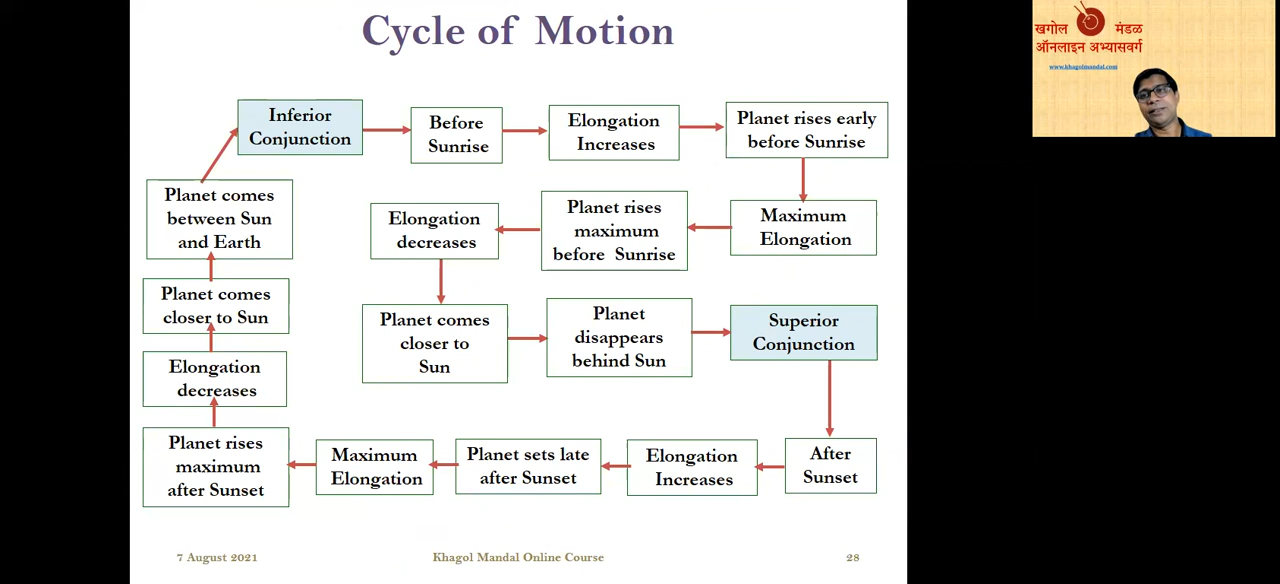 Cycle of Motion
खगोल मंडळ
ऑनलाइन अभ्यासवर्ग
www.khagolmandal.com
Inferior
Conjunction
Before
Sunrise
Elongation
Increases
Planet rises early
before Sunrise
Maximum
Elongation
Planet rises
maximum
before Sunrise
Elongation
decreases
Planet comes
closer to
Sun
Planet
disappears
behind Sun
Superior
Conjunction
After
Sunset
Elongation
Increases
Planet sets late
after Sunset
Maximum
Elongation
Planet rises
maximum
after Sunset
Elongation
decreases
Planet comes
closer to Sun
Planet comes
between Sun
and Earth
7 August 2021
Khagol Mandal Online Course
28